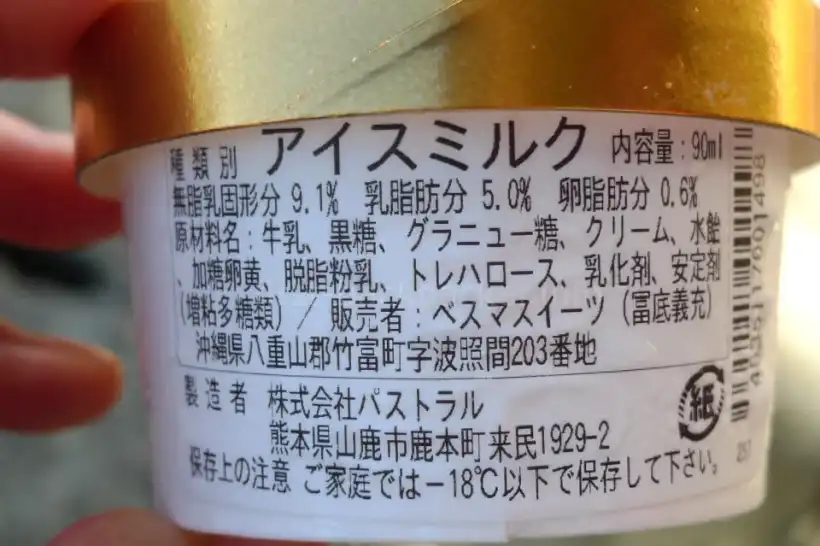 種類別 アイスミルク 内容量：90ml
無脂乳固形分 9.1% 乳脂肪分 5.0% 卵脂肪分 0.6%
原材料名：牛乳、黒糖、グラニュー糖、クリーム、水飴
、加糖卵黄、脱脂粉乳、トレハロース、乳化剤、安定剤
（増粘多糖類）／ 販売者：ベスマスイーツ（冨底義充）
沖縄県八重山郡竹富町字波照間203番地
製造者 株式会社パストラル
熊本県山鹿市鹿本町来民1929-2
保存上の注意 ご家庭では－18℃以下で保存して下さい。
紙